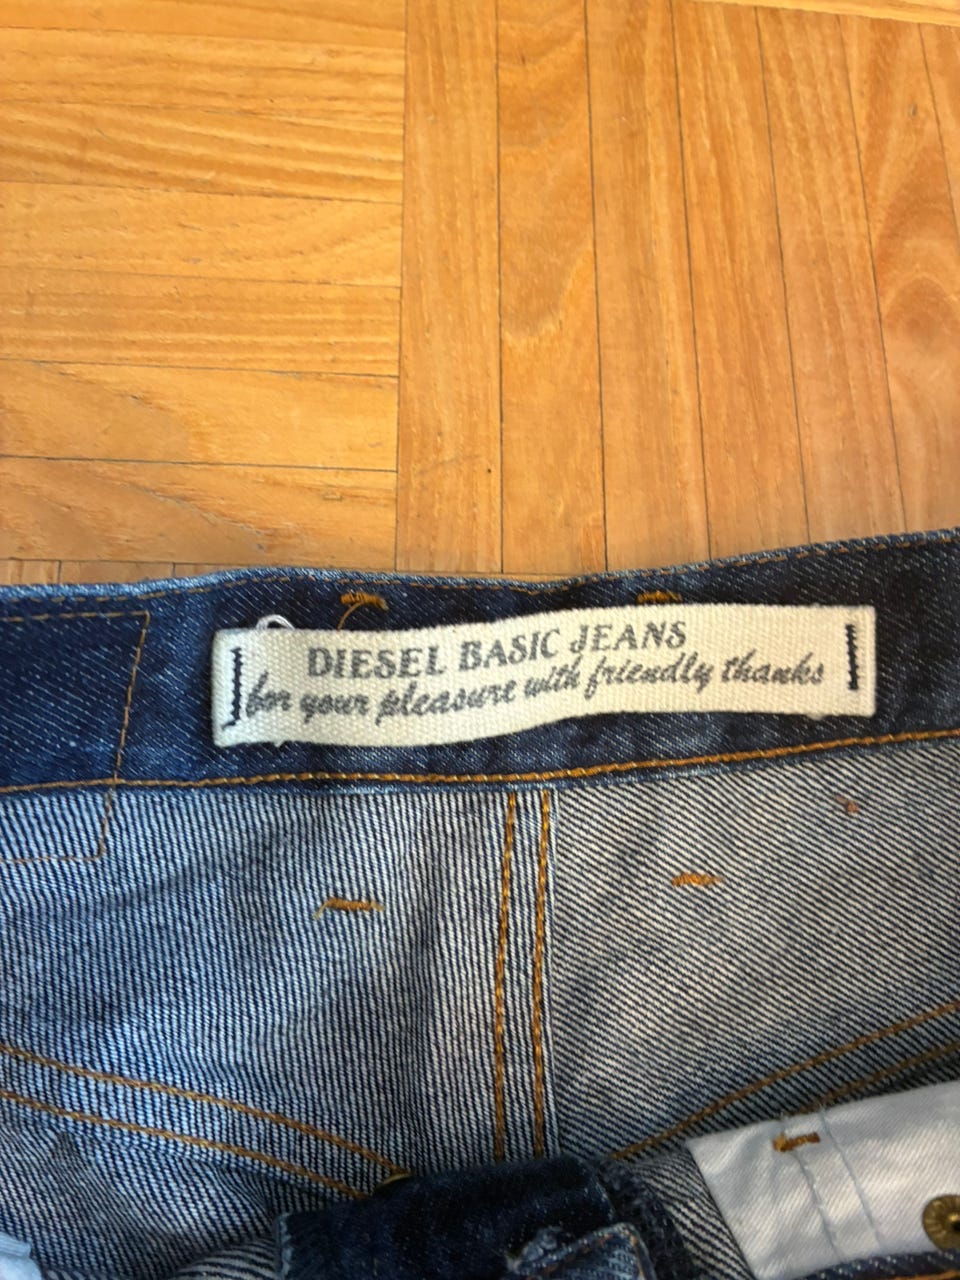 DIESEL BASIC JEANS
for your pleasure with friendly thanks